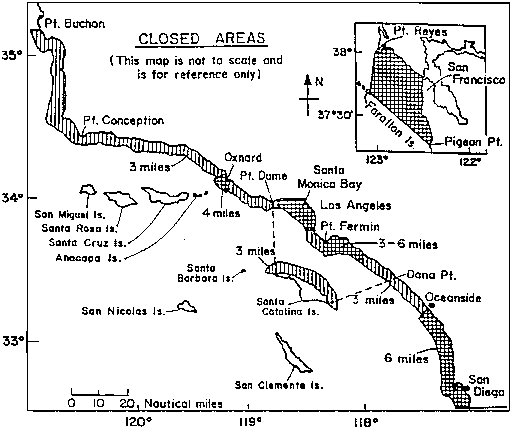 Pt. Buchon
CLOSED AREAS
(This map is not to scale and
is for reference only)
35°
N
Pt. Reyes
38°
San
Francisco
37°30'
Farallon Is.
Pigeon Pt.
123°
122°
Pt. Conception
3 miles
Oxnard
Pt. Dume
Santa
Monica Bay
34°
4 miles
Los Angeles
San Miguel Is.
Santa Rosa Is.
Santa Cruz Is.
Anacapa Is.
Pt. Fermin
3-6 miles
3 miles
Santa
Barbara Is.
Dana Pt.
3 miles
Santa
Catalina Is.
Oceanside
San Nicolas Is.
33°
6 miles
San Clemente Is.
San
Diego
0 10 20, Nautical miles
120°
119°
118°